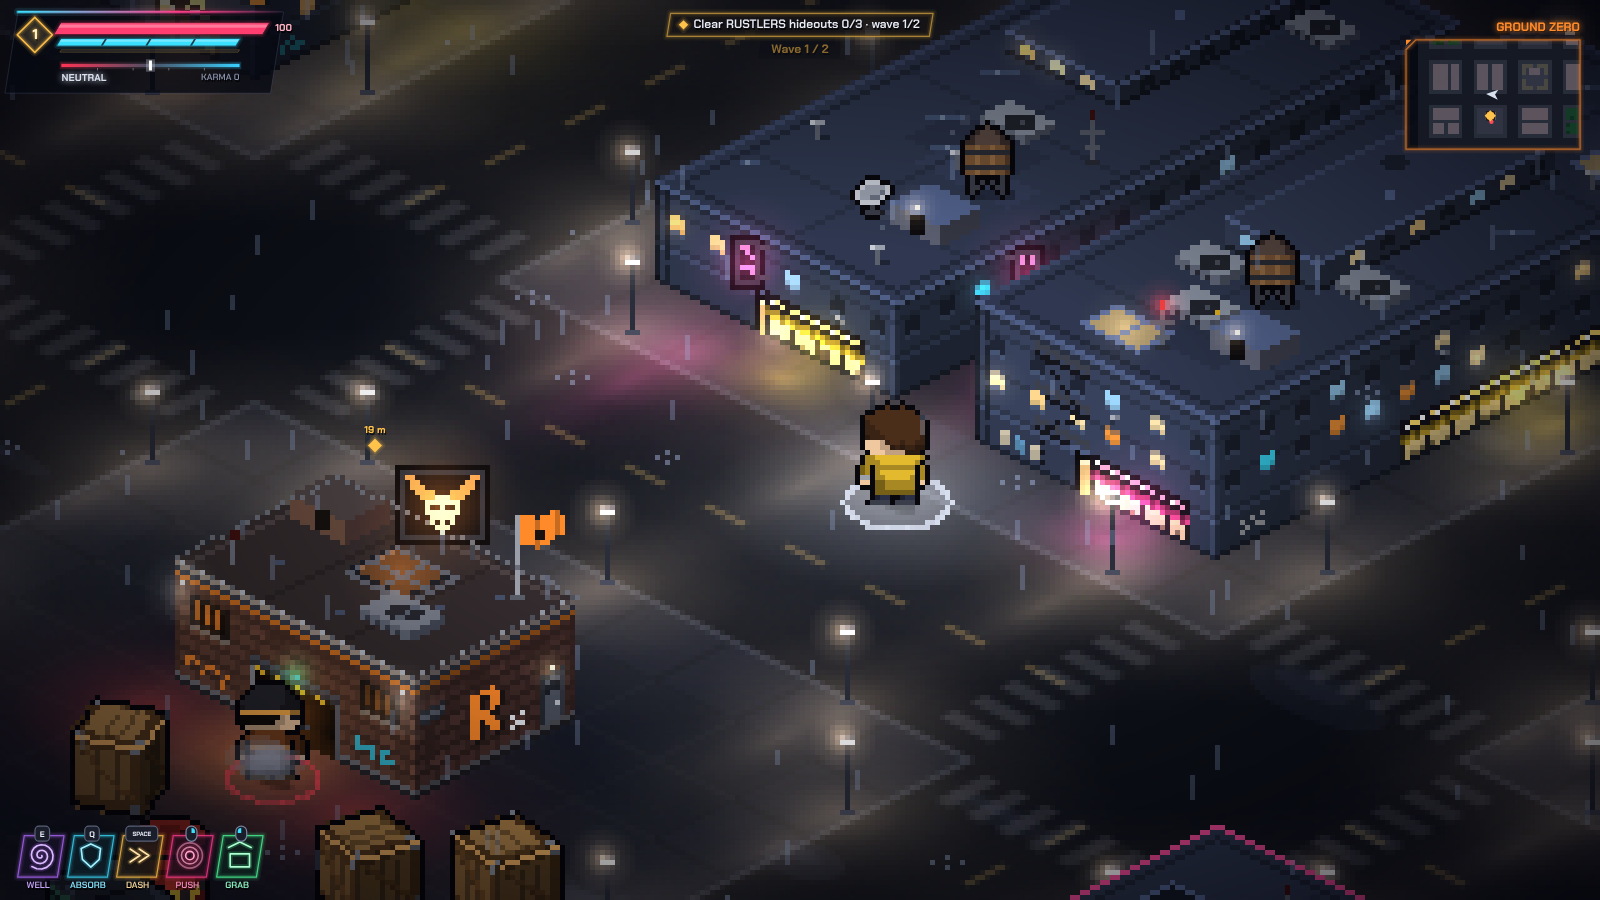 1
100
NEUTRAL
KARMA 0
Clear RUSTLERS hideouts 0/3 · wave 1/2
Wave 1 / 2
GROUND ZERO
19 m
R
E
Q
SPACE
WELL
ABSORB
DASH
PUSH
GRAB